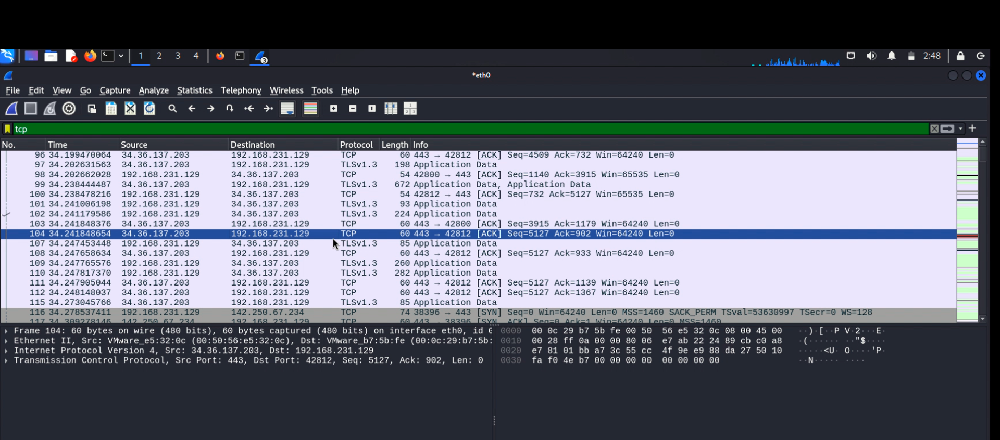 1 2 3 4 3 2:48
*eth0
File Edit View Go Capture Analyze Statistics Telephony Wireless Tools Help
tcp
No. Time Source Destination Protocol Length Info
96 34.199470064 34.36.137.203 192.168.231.129 TCP 60 443 → 42812 [ACK] Seq=4509 Ack=732 Win=64240 Len=0
97 34.202631563 34.36.137.203 192.168.231.129 TLSv1.3 198 Application Data
98 34.202662028 192.168.231.129 34.36.137.203 TCP 54 42800 → 443 [ACK] Seq=1140 Ack=3915 Win=65535 Len=0
99 34.238444487 34.36.137.203 192.168.231.129 TLSv1.3 672 Application Data, Application Data
100 34.238478216 192.168.231.129 34.36.137.203 TCP 54 42812 → 443 [ACK] Seq=732 Ack=5127 Win=65535 Len=0
101 34.241006198 192.168.231.129 34.36.137.203 TLSv1.3 93 Application Data
102 34.241179586 192.168.231.129 34.36.137.203 TLSv1.3 224 Application Data
103 34.241848376 34.36.137.203 192.168.231.129 TCP 60 443 → 42800 [ACK] Seq=3915 Ack=1179 Win=64240 Len=0
104 34.241848654 34.36.137.203 192.168.231.129 TCP 60 443 → 42812 [ACK] Seq=5127 Ack=902 Win=64240 Len=0
107 34.247453448 192.168.231.129 34.36.137.203 TLSv1.3 85 Application Data
108 34.247658634 34.36.137.203 192.168.231.129 TCP 60 443 → 42812 [ACK] Seq=5127 Ack=933 Win=64240 Len=0
109 34.247765576 192.168.231.129 34.36.137.203 TLSv1.3 260 Application Data
110 34.247817370 192.168.231.129 34.36.137.203 TLSv1.3 282 Application Data
111 34.247905044 34.36.137.203 192.168.231.129 TCP 60 443 → 42812 [ACK] Seq=5127 Ack=1139 Win=64240 Len=0
112 34.248148037 34.36.137.203 192.168.231.129 TCP 60 443 → 42812 [ACK] Seq=5127 Ack=1367 Win=64240 Len=0
115 34.273045766 34.36.137.203 192.168.231.129 TLSv1.3 85 Application Data
116 34.278537411 192.168.231.129 142.250.67.234 TCP 74 38396 → 443 [SYN] Seq=0 Win=64240 Len=0 MSS=1460 SACK_PERM TSval=53630997 TSecr=0 WS=128
117 34.309278146 142.250.67.234 192.168.231.129 TCP 60 443 → 38396 [SYN, ACK] Seq=0 Ack=1 Win=64240 Len=0 MSS=1460
Frame 104: 60 bytes on wire (480 bits), 60 bytes captured (480 bits) on interface eth0, id
Ethernet II, Src: VMware_e5:32:0c (00:50:56:e5:32:0c), Dst: VMware_b7:5b:fe (00:0c:29:b7:5b:
Internet Protocol Version 4, Src: 34.36.137.203, Dst: 192.168.231.129
Transmission Control Protocol, Src Port: 443, Dst Port: 42812, Seq: 5127, Ack: 902, Len: 0
0000 00 0c 29 b7 5b fe 00 50 56 e5 32 0c 08 00 45 00 ··)·[··P V·2···E·
0010 00 28 ff 0a 00 00 80 06 e7 ab 22 24 89 cb c0 a8 ·(······ ··"$····
0020 e7 81 01 bb a7 3c 55 cc 4f 9e e9 88 da 27 50 10 ·····<U· O····'P·
0030 fa f0 4e b7 00 00 00 00 00 00 00 00 ··N····· ····